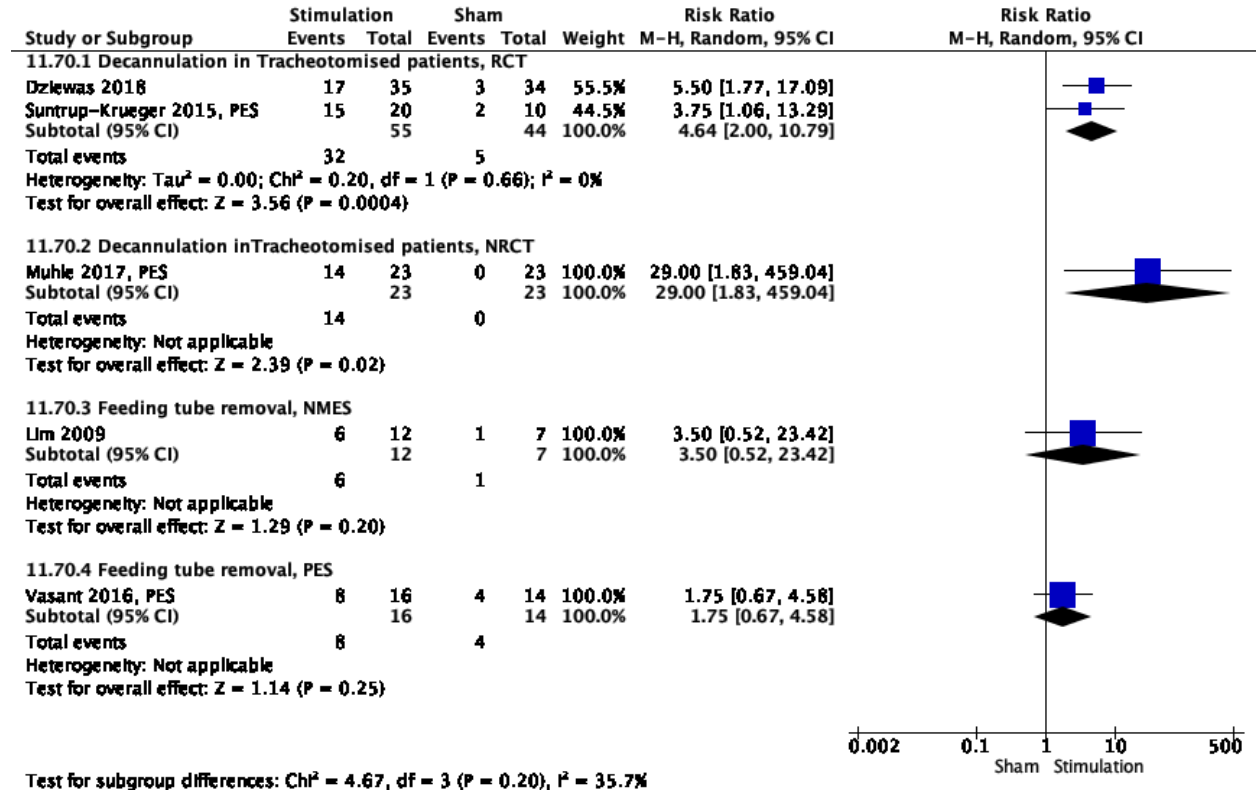 Stimulation Sham Risk Ratio Risk Ratio
Study or Subgroup Events Total Events Total Weight M-H, Random, 95% CI M-H, Random, 95% CI
11.70.1 Decannulation in Tracheotomised patients, RCT
Dziewas 2018 17 35 3 34 55.5% 5.50 [1.77, 17.09]
Suntrup-Krueger 2015, PES 15 20 2 10 44.5% 3.75 [1.06, 13.29]
Subtotal (95% CI) 55 44 100.0% 4.64 [2.00, 10.79]
Total events 32 5
Heterogeneity: Tau² = 0.00; Chi² = 0.20, df = 1 (P = 0.66); I² = 0%
Test for overall effect: Z = 3.56 (P = 0.0004)
11.70.2 Decannulation inTracheotomised patients, NRCT
Muhle 2017, PES 14 23 0 23 100.0% 29.00 [1.83, 459.04]
Subtotal (95% CI) 23 23 100.0% 29.00 [1.83, 459.04]
Total events 14 0
Heterogeneity: Not applicable
Test for overall effect: Z = 2.39 (P = 0.02)
11.70.3 Feeding tube removal, NMES
Lim 2009 6 12 1 7 100.0% 3.50 [0.52, 23.42]
Subtotal (95% CI) 12 7 100.0% 3.50 [0.52, 23.42]
Total events 6 1
Heterogeneity: Not applicable
Test for overall effect: Z = 1.29 (P = 0.20)
11.70.4 Feeding tube removal, PES
Vasant 2016, PES 8 16 4 14 100.0% 1.75 [0.67, 4.58]
Subtotal (95% CI) 16 14 100.0% 1.75 [0.67, 4.58]
Total events 8 4
Heterogeneity: Not applicable
Test for overall effect: Z = 1.14 (P = 0.25)
0.002 0.1 1 10 500
Sham Stimulation
Test for subgroup differences: Chi² = 4.67, df = 3 (P = 0.20), I² = 35.7%